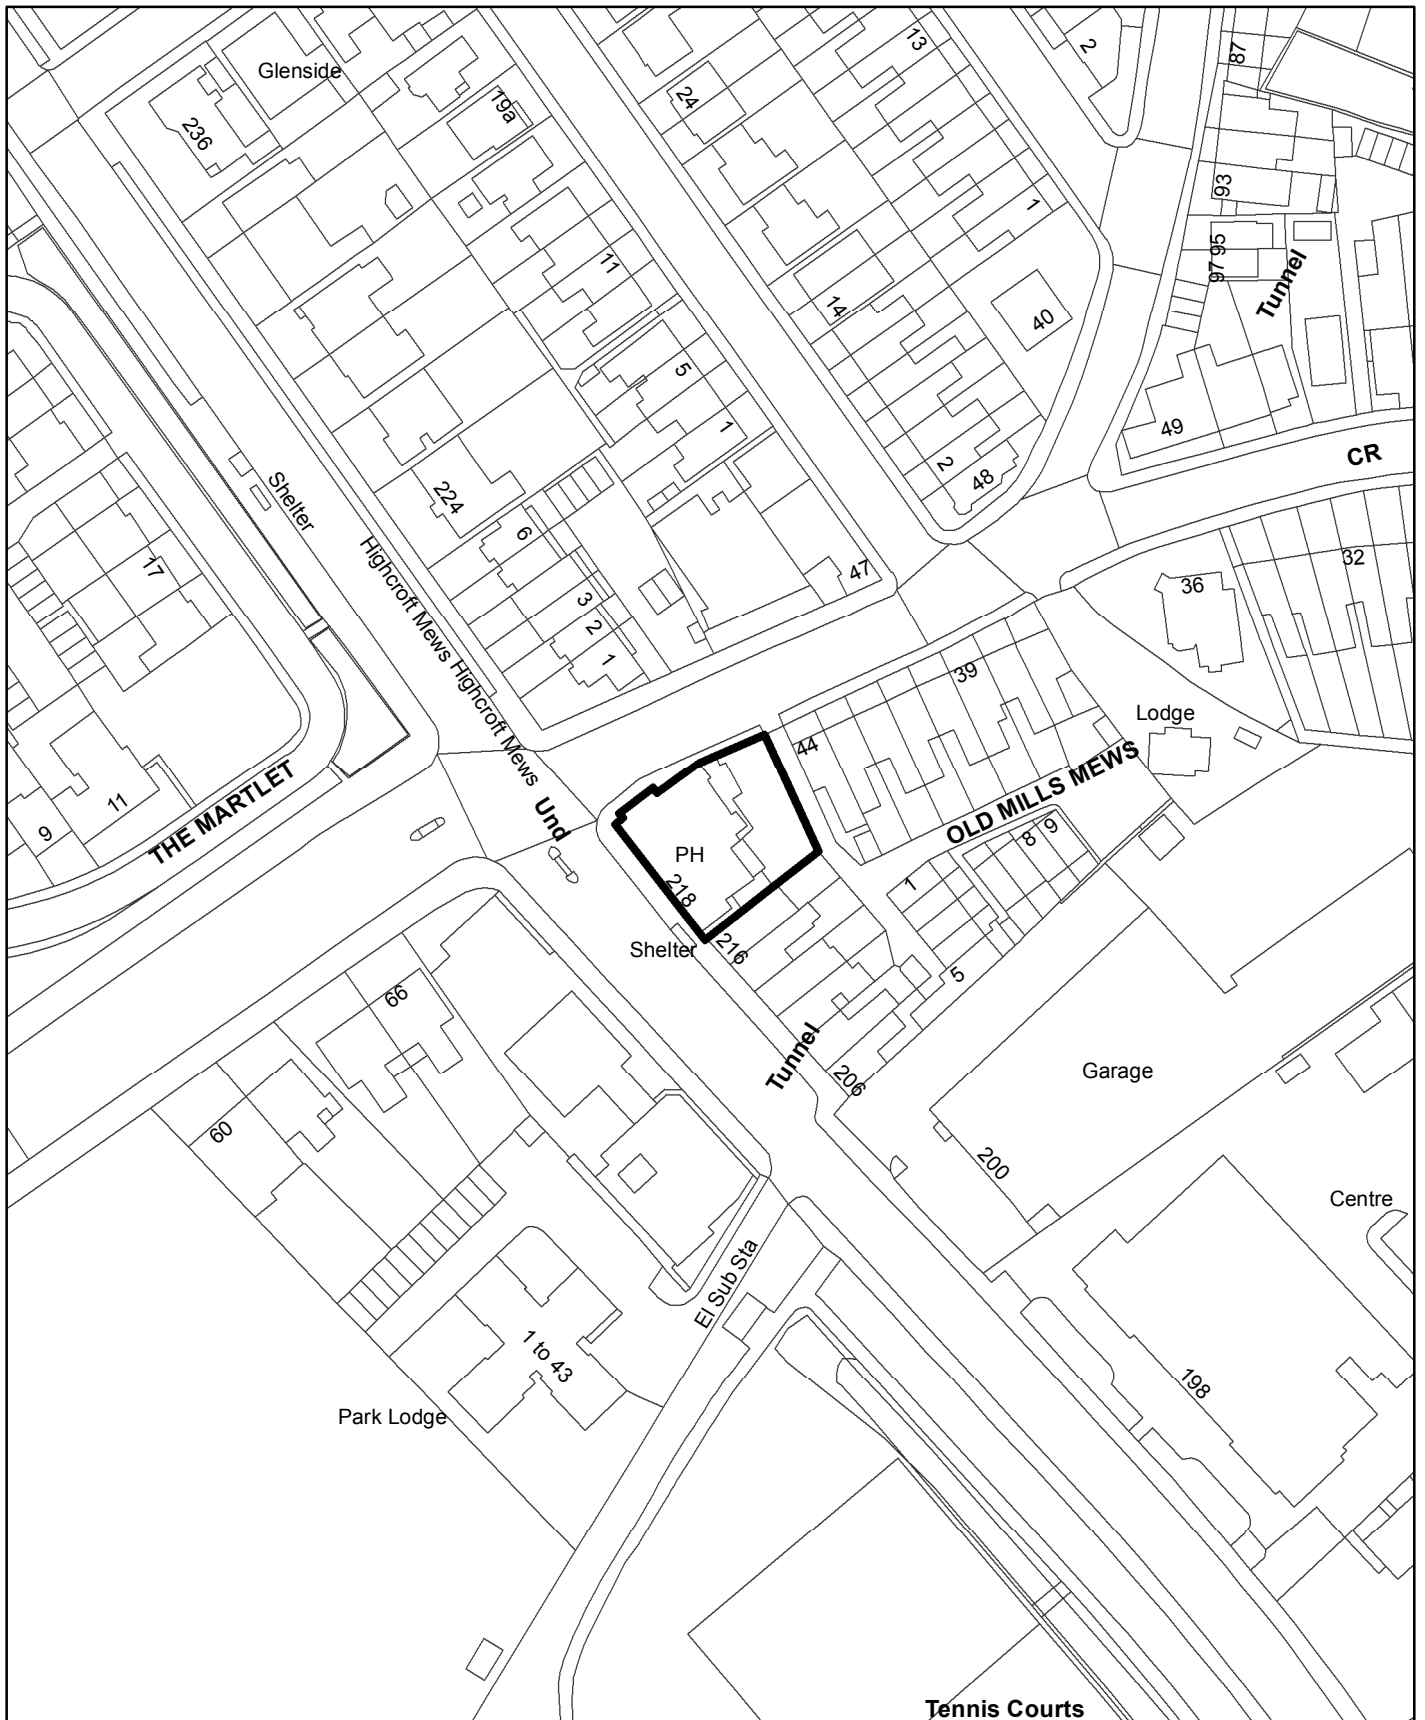 Glenside
236
19a
24
13
2
87
93
95
97
Tunnel
1
11
14
40
5
1
49
CR
2
48
224
Shelter
6
17
Highcroft Mews
Highcroft Mews
3
2
1
47
36
32
39
Lodge
44
OLD MILLS MEWS
THE MARTLET
11
9
Und
PH
218
8
9
1
Shelter
216
5
66
Tunnel
206
Garage
60
200
Centre
El Sub Sta
1 to 43
198
Park Lodge
Tennis Courts